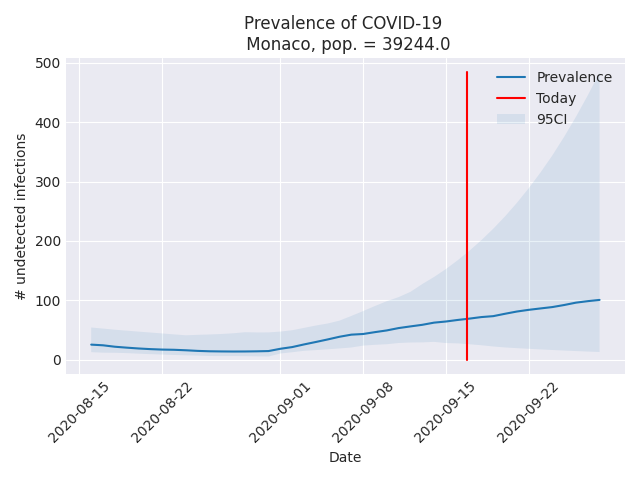 Prevalence of COVID-19
Monaco, pop. = 39244.0
# undetected infections
500
400
300
200
100
0
Prevalence
Today
95CI
2020-08-15
2020-08-22
2020-09-01
2020-09-08
2020-09-15
2020-09-22
Date